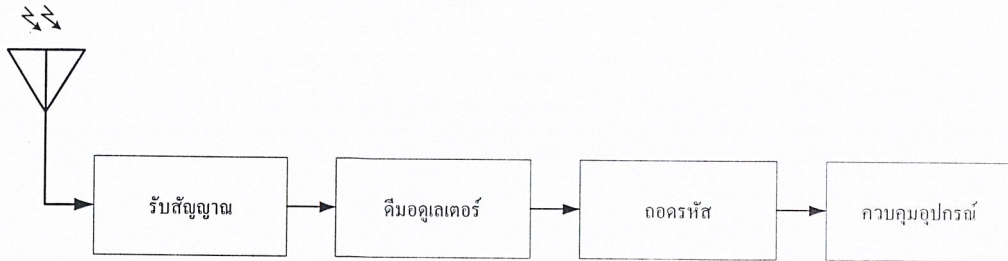 รับสัญญาณ
ดีมอดูเลเตอร์
ถอดรหัส
ควบคุมอุปกรณ์